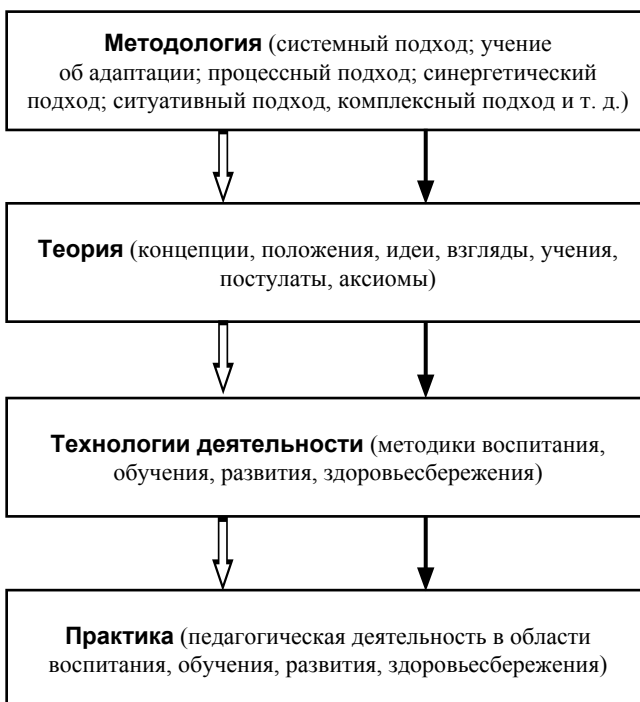 Методология (системный подход; учение
об адаптации; процессный подход; синергетический
подход; ситуативный подход, комплексный подход и т. д.)
Теория (концепции, положения, идеи, взгляды, учения,
постулаты, аксиомы)
Технологии деятельности (методики воспитания,
обучения, развития, здоровьесбережения)
Практика (педагогическая деятельность в области
воспитания, обучения, развития, здоровьесбережения)